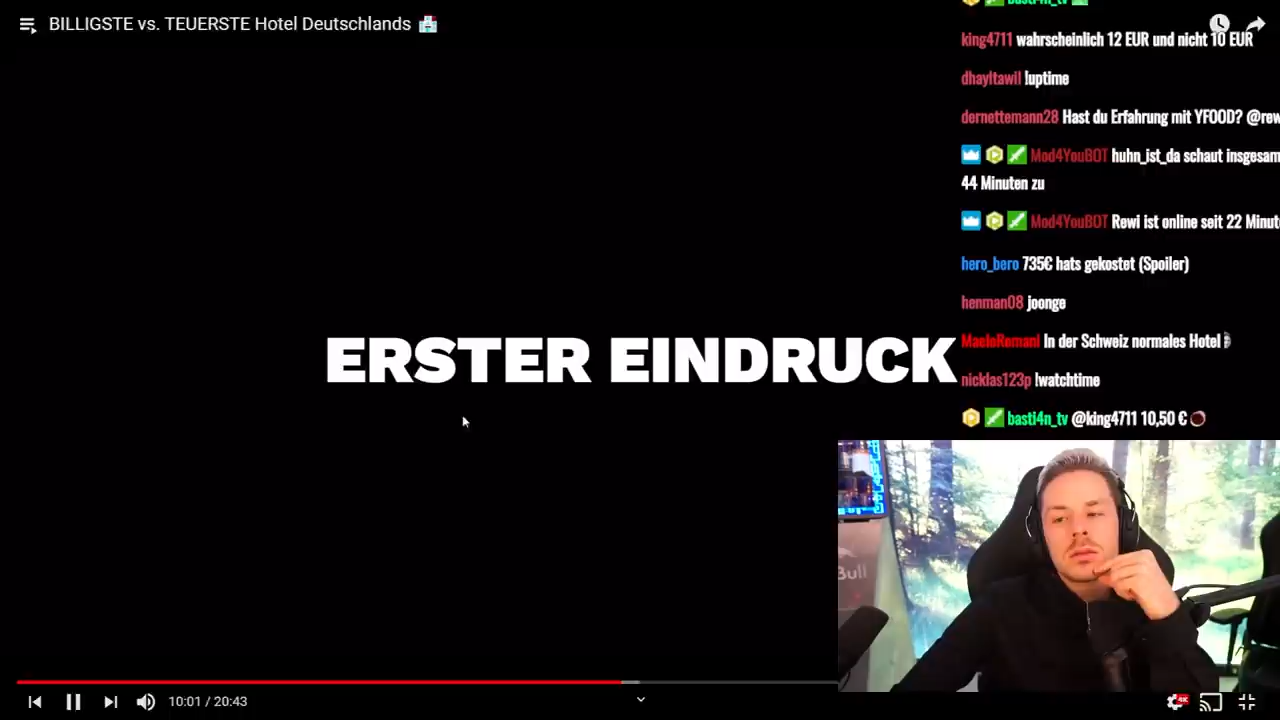 BILLIGSTE vs. TEUERSTE Hotel Deutschlands
basti4n_tv
king4711 wahrscheinlich 12 EUR und nicht 10 EUR
dhayltawil !uptime
dernettemann28 Hast du Erfahrung mit YFOOD? @rew
Mod4YouBOT huhn_ist_da schaut insgesam
44 Minuten zu
Mod4YouBOT Rewi ist online seit 22 Minut
hero_bero 735€ hats gekostet (Spoiler)
henman08 joonge
MaeloRomani In der Schweiz normales Hotel
nicklas123p !watchtime
basti4n_tv @king4711 10,50 €
ERSTER EINDRUCK
Bull
10:01 / 20:43
4K